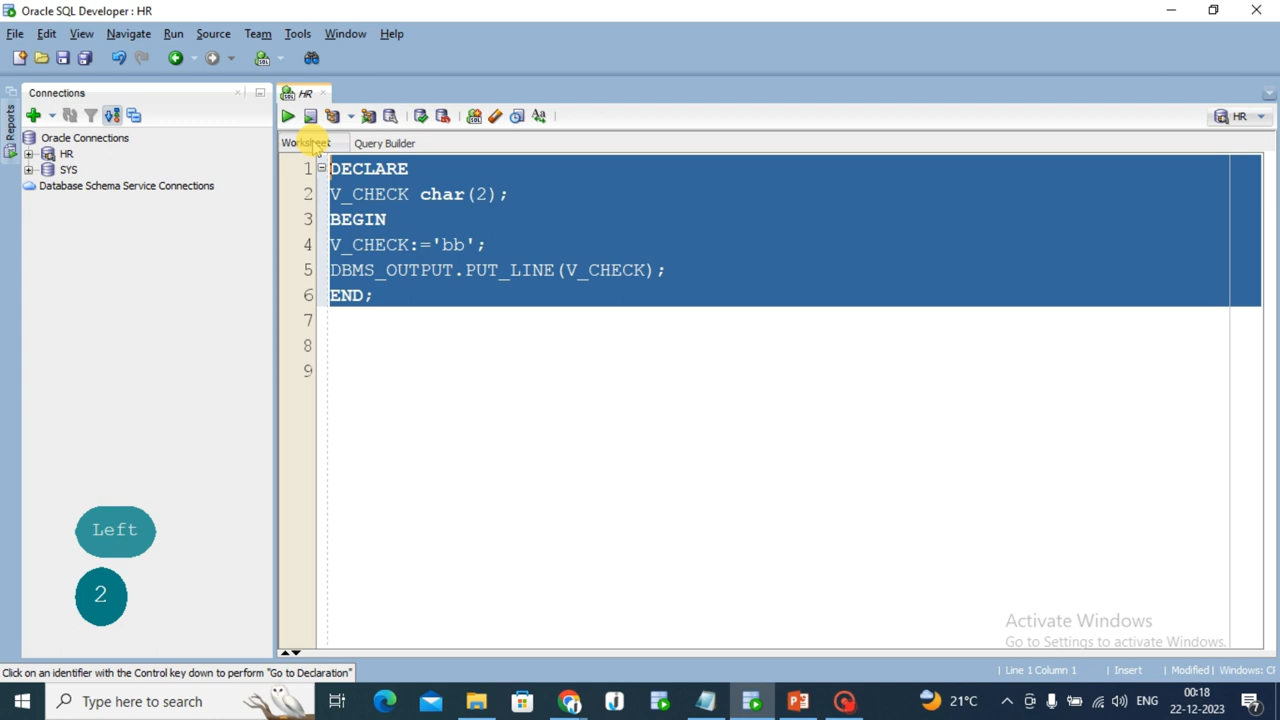 Oracle SQL Developer : HR
File Edit View Navigate Run Source Team Tools Window Help
Connections
HR
Reports
HR
Oracle Connections
HR
SYS
Database Schema Service Connections
Worksheet Query Builder
1 DECLARE
2 V_CHECK char(2);
3 BEGIN
4 V_CHECK:='bb';
5 DBMS_OUTPUT.PUT_LINE(V_CHECK);
6 END;
7
8
9
Left
2
Activate Windows
Go to Settings to activate Windows.
Click on an identifier with the Control key down to perform "Go to Declaration"
Line 1 Column 1 Insert Modified Windows: Cl
Type here to search
21°C ENG
00:18
22-12-2023
7